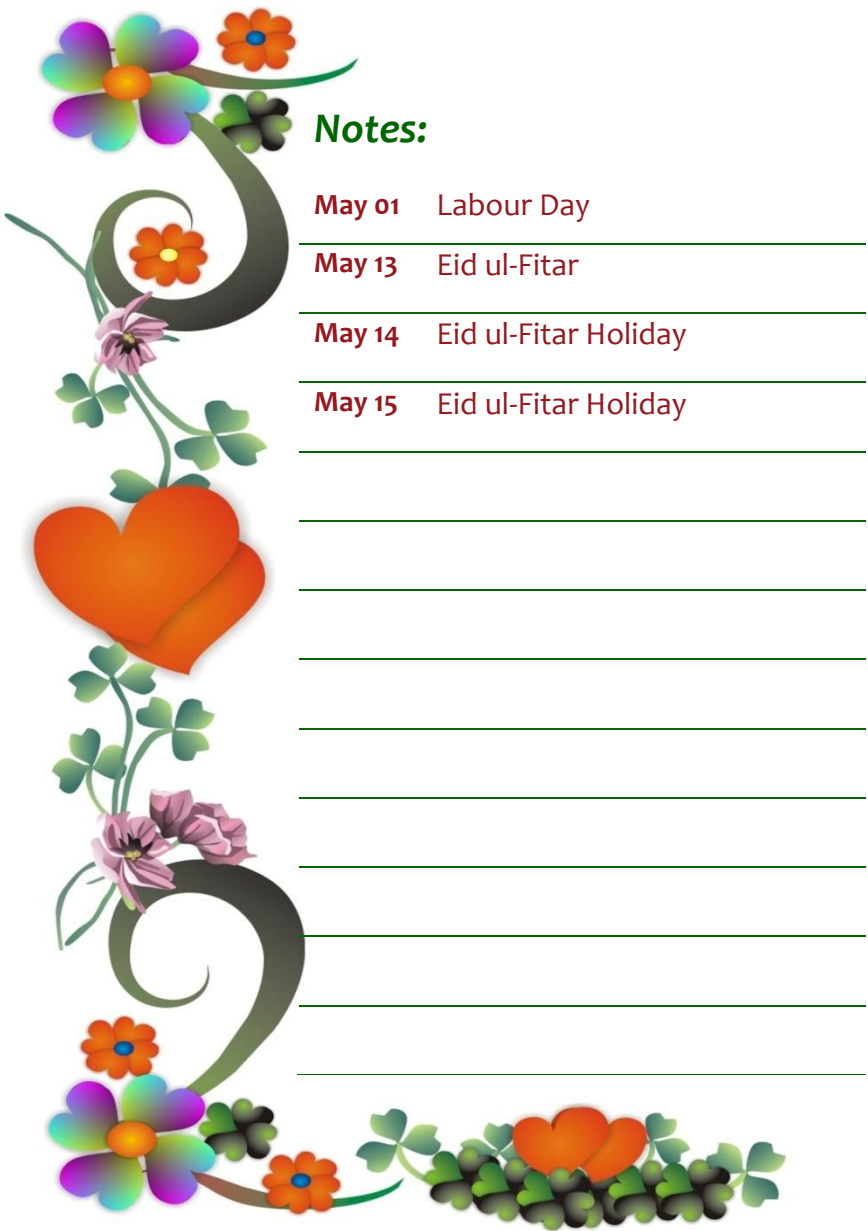 Notes:
May 01 Labour Day
May 13 Eid ul-Fitar
May 14 Eid ul-Fitar Holiday
May 15 Eid ul-Fitar Holiday